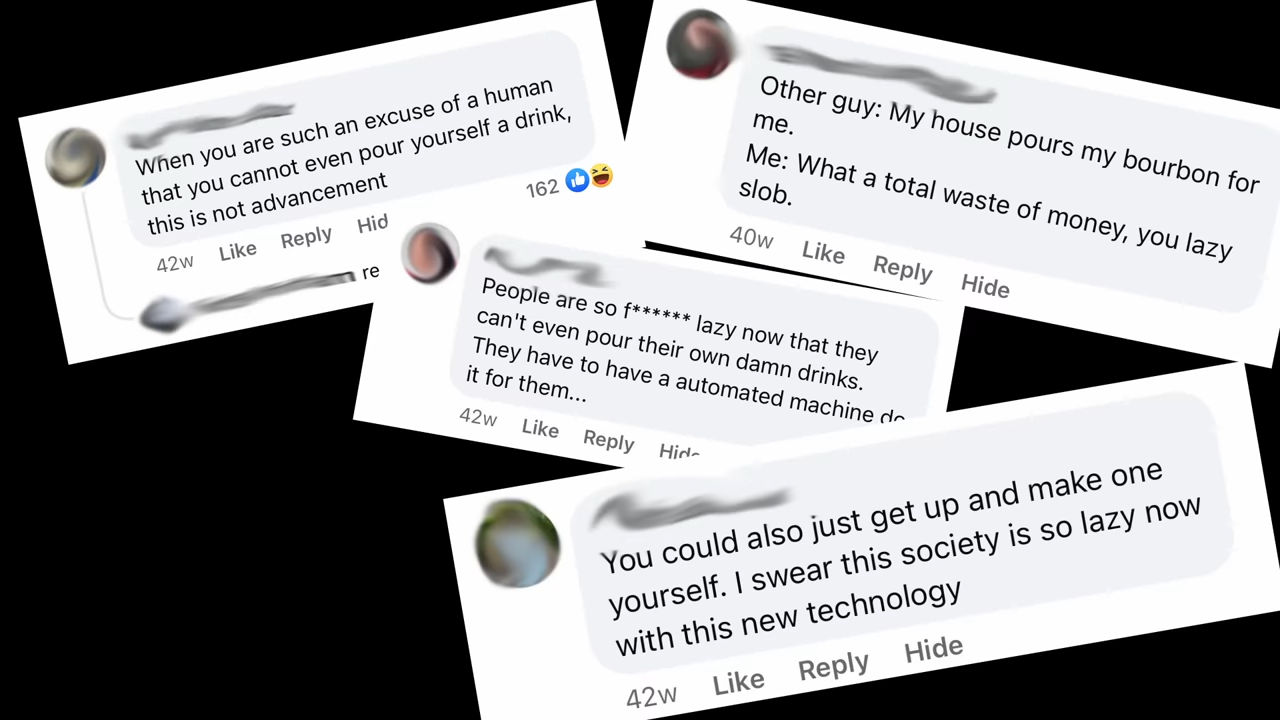 When you are such an excuse of a human
that you cannot even pour yourself a drink,
this is not advancement
162
42w Like Reply Hid
re
Other guy: My house pours my bourbon for
me.
Me: What a total waste of money, you lazy
slob.
40w Like Reply Hide
People are so f****** lazy now that they
can't even pour their own damn drinks.
They have to have a automated machine do
it for them...
42w Like Reply Hide
You could also just get up and make one
yourself. I swear this society is so lazy now
with this new technology
42w Like Reply Hide